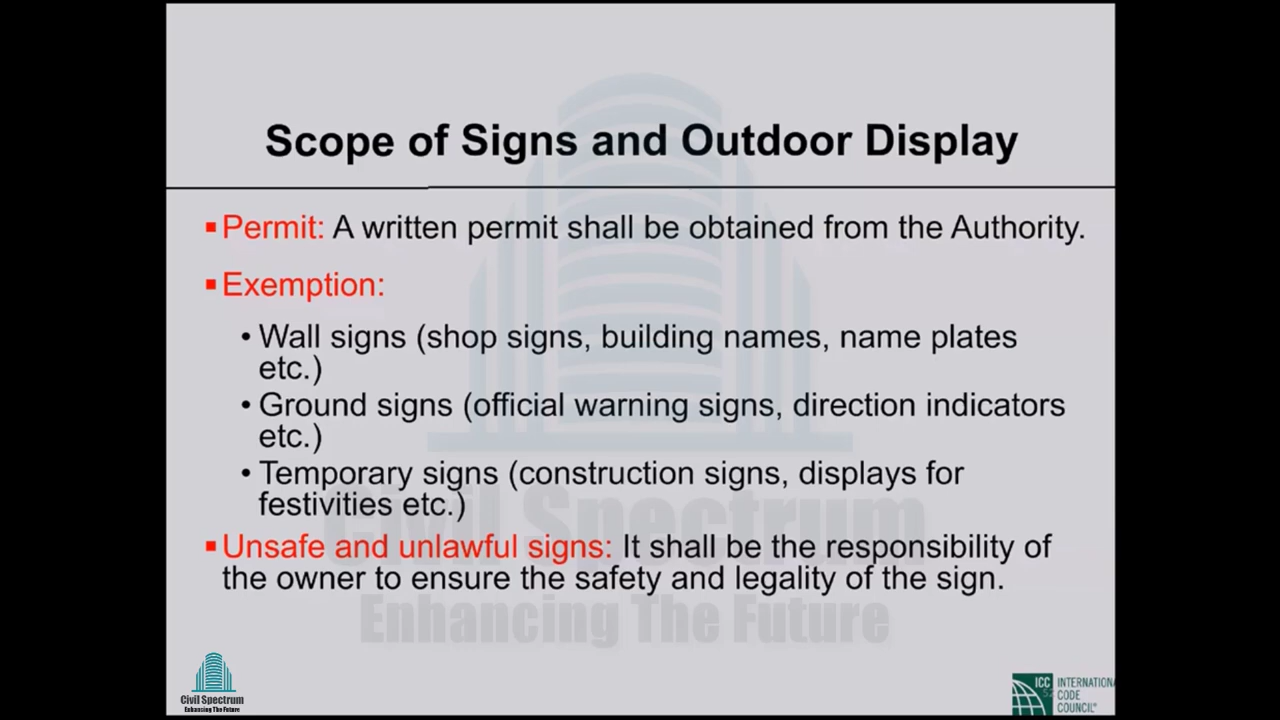 Scope of Signs and Outdoor Display
▪ Permit: A written permit shall be obtained from the Authority.
▪ Exemption:
• Wall signs (shop signs, building names, name plates
etc.)
• Ground signs (official warning signs, direction indicators
etc.)
• Temporary signs (construction signs, displays for
festivities etc.)
▪ Unsafe and unlawful signs: It shall be the responsibility of
the owner to ensure the safety and legality of the sign.
Civil Spectrum
Enhancing The Future
Civil Spectrum
Enhancing The Future
ICC
INTERNATIONA
CODE
COUNCIL®